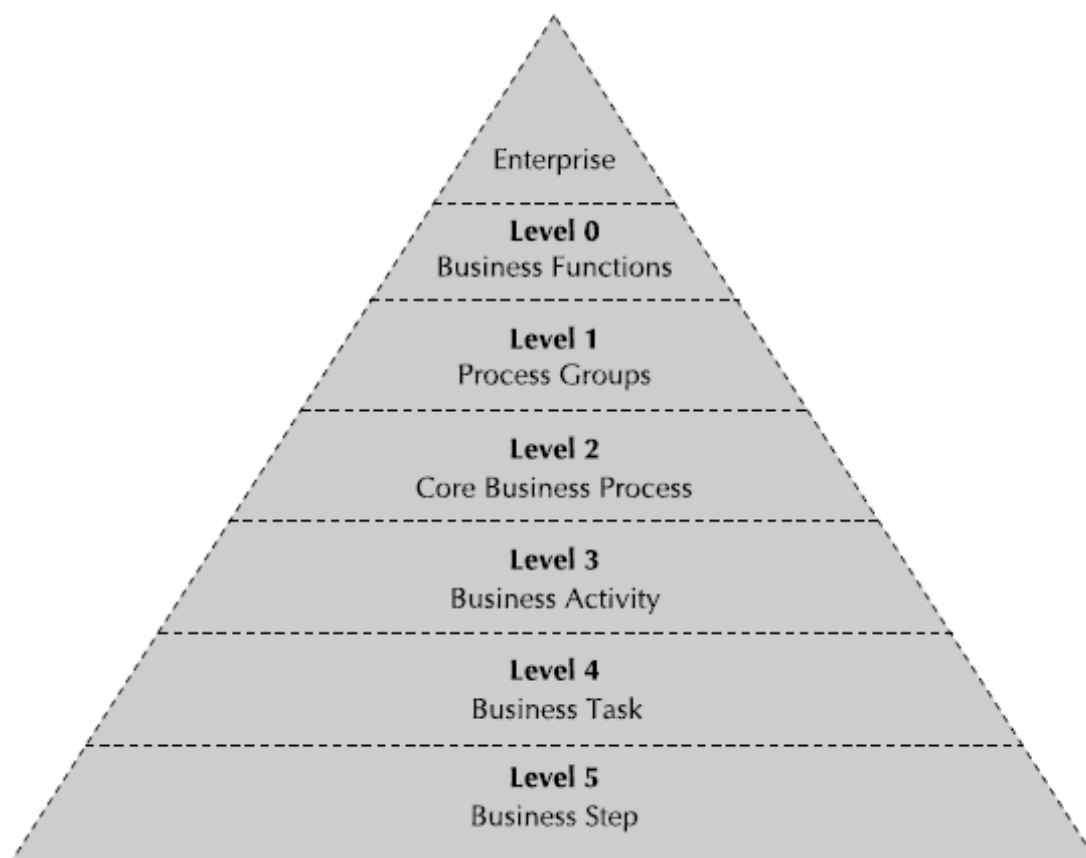 Enterprise
Level 0
Business Functions
Level 1
Process Groups
Level 2
Core Business Process
Level 3
Business Activity
Level 4
Business Task
Level 5
Business Step